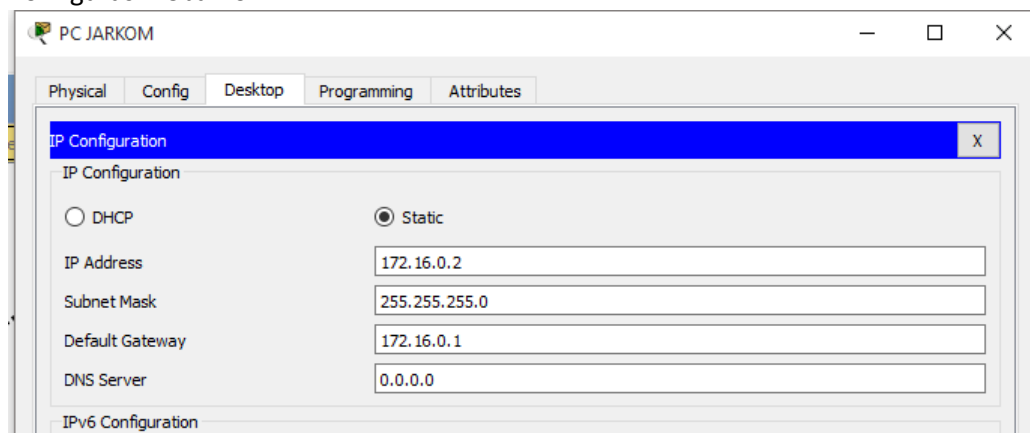 PC JARKOM
Physical Config Desktop Programming Attributes
IP Configuration X
IP Configuration
DHCP Static
IP Address 172.16.0.2
Subnet Mask 255.255.255.0
Default Gateway 172.16.0.1
DNS Server 0.0.0.0
IPv6 Configuration